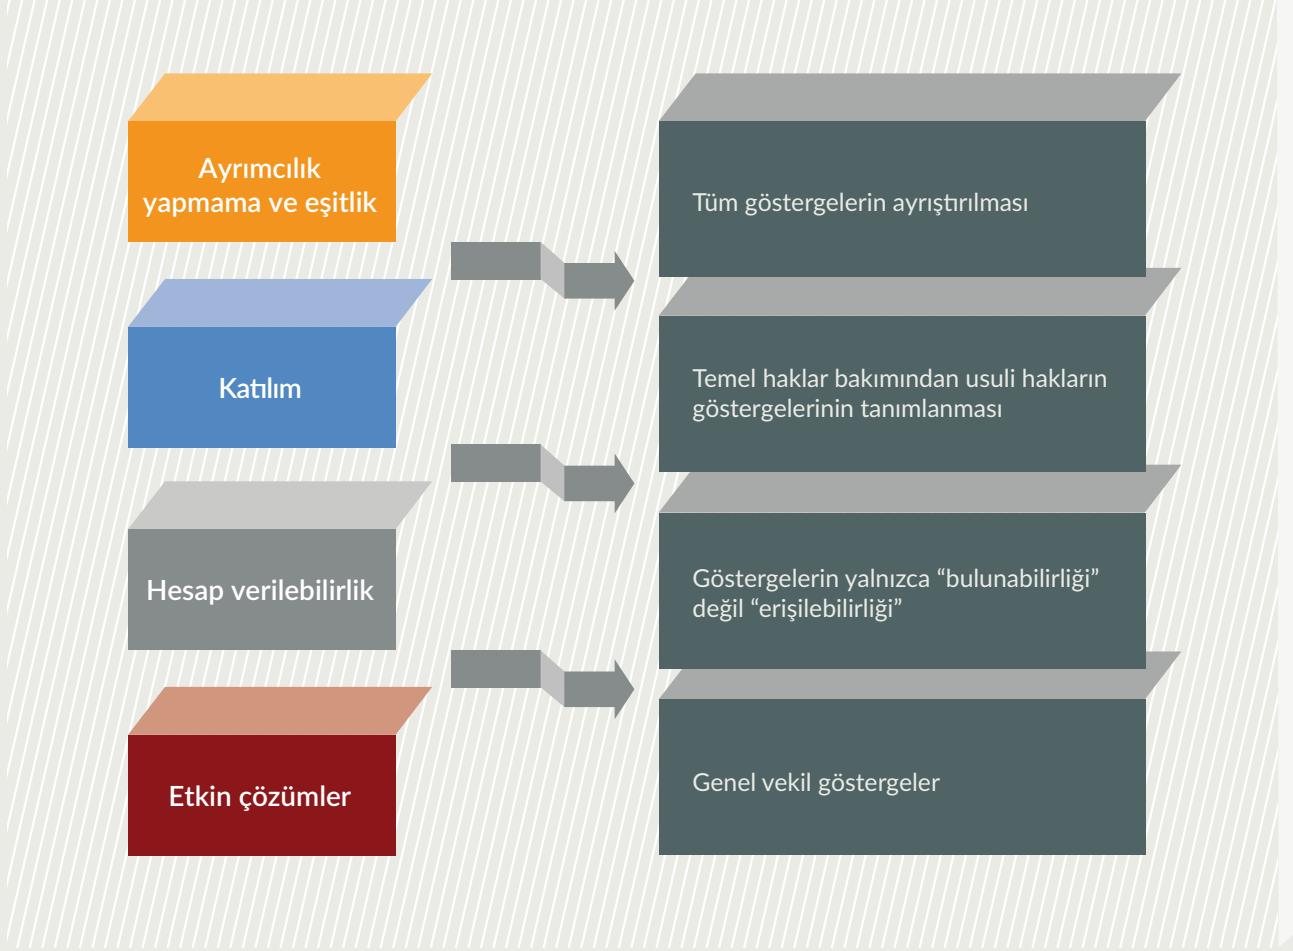 Ayrımcılık
yapmama ve eşitlik
Tüm göstergelerin ayrıştırılması
Katılım
Temel haklar bakımından usuli hakların
göstergelerinin tanımlanması
Hesap verilebilirlik
Göstergelerin yalnızca “bulunabilirliği”
değil “erişilebilirliği”
Etkin çözümler
Genel vekil göstergeler